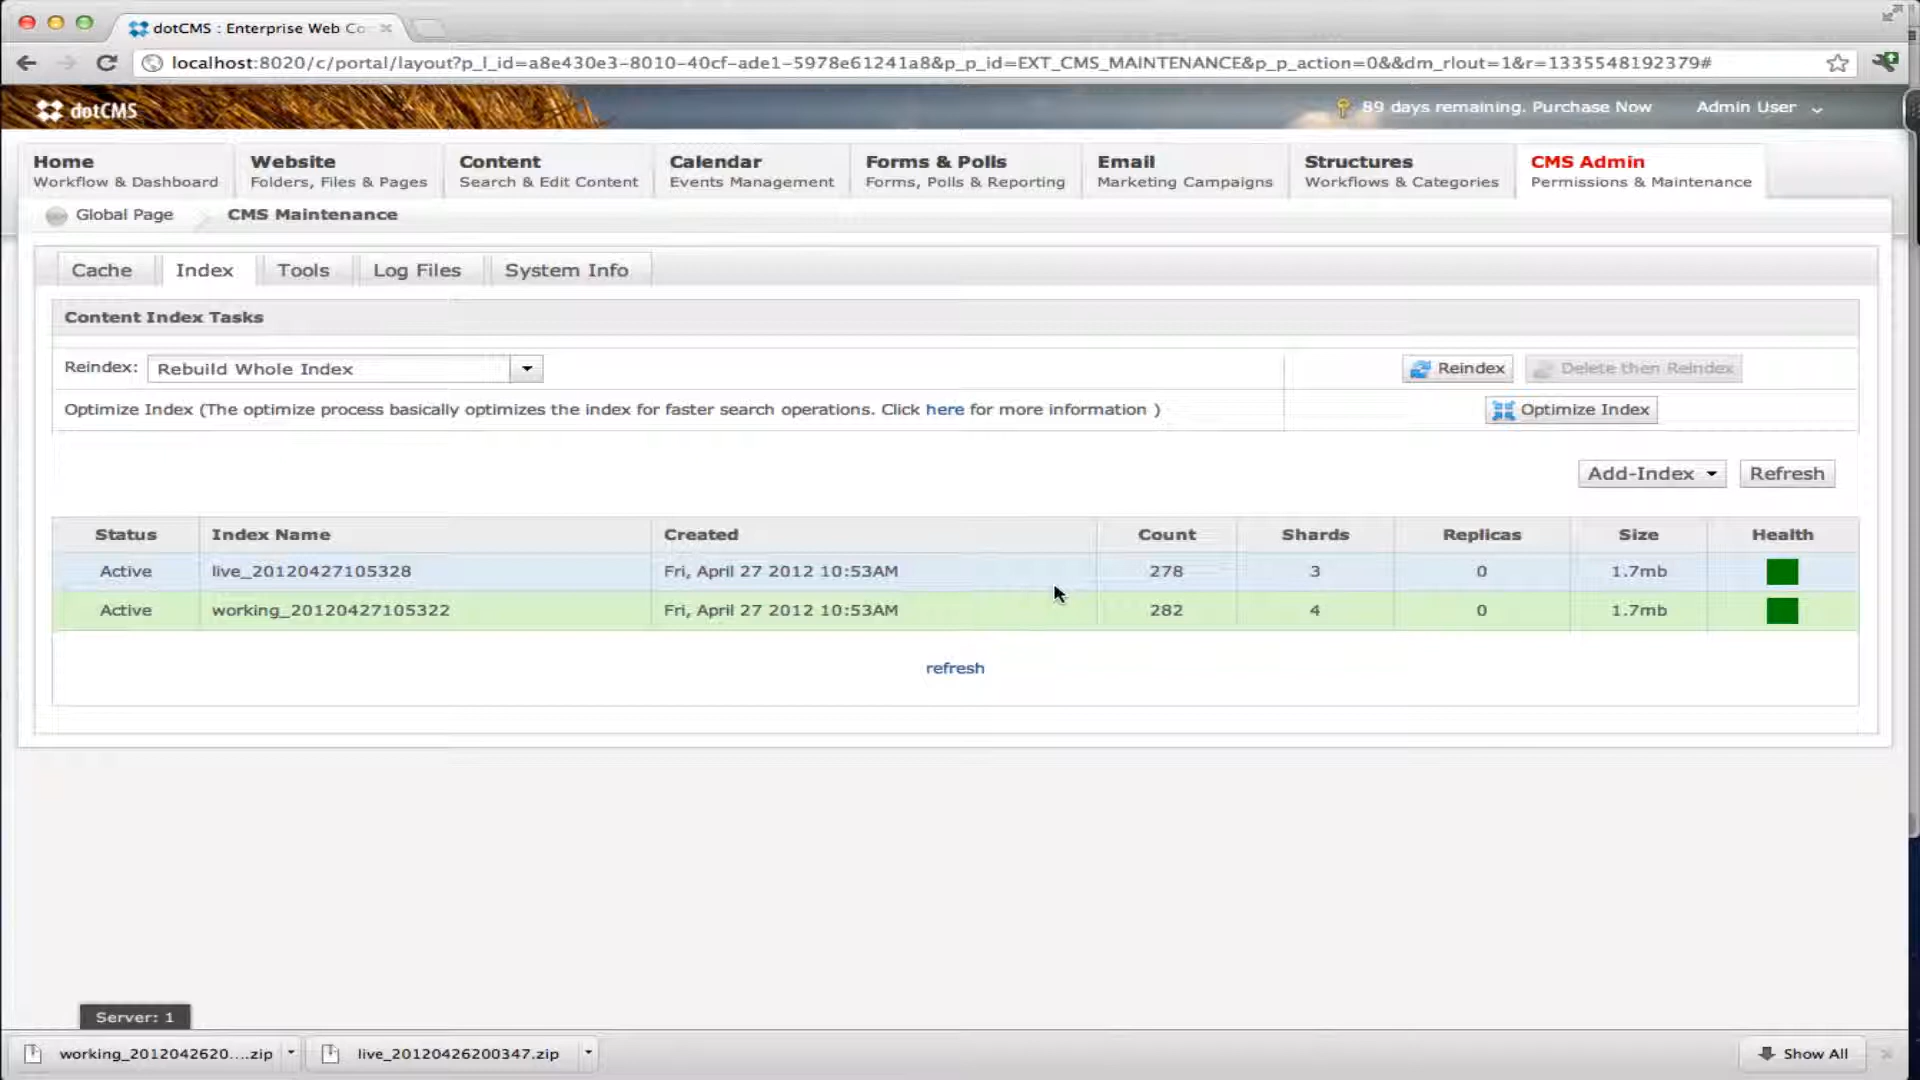 dotCMS : Enterprise Web Co
localhost:8020/c/portal/layout?p_l_id=a8e430e3-8010-40cf-ade1-5978e61241a8&p_p_id=EXT_CMS_MAINTENANCE&p_p_action=0&&dm_rlout=1&r=1335548192379#
dotCMS 89 days remaining. Purchase Now Admin User
Home Website Content Calendar Forms & Polls Email Structures CMS Admin
Workflow & Dashboard Folders, Files & Pages Search & Edit Content Events Management Forms, Polls & Reporting Marketing Campaigns Workflows & Categories Permissions & Maintenance
Global Page CMS Maintenance
Cache Index Tools Log Files System Info
Content Index Tasks
Reindex: Rebuild Whole Index Reindex Delete then Reindex
Optimize Index (The optimize process basically optimizes the index for faster search operations. Click here for more information ) Optimize Index
Add-Index Refresh
Status Index Name Created Count Shards Replicas Size Health
Active live_20120427105328 Fri, April 27 2012 10:53AM 278 3 0 1.7mb
Active working_20120427105322 Fri, April 27 2012 10:53AM 282 4 0 1.7mb
refresh
Server: 1
working_2012042620....zip live_20120426200347.zip Show All